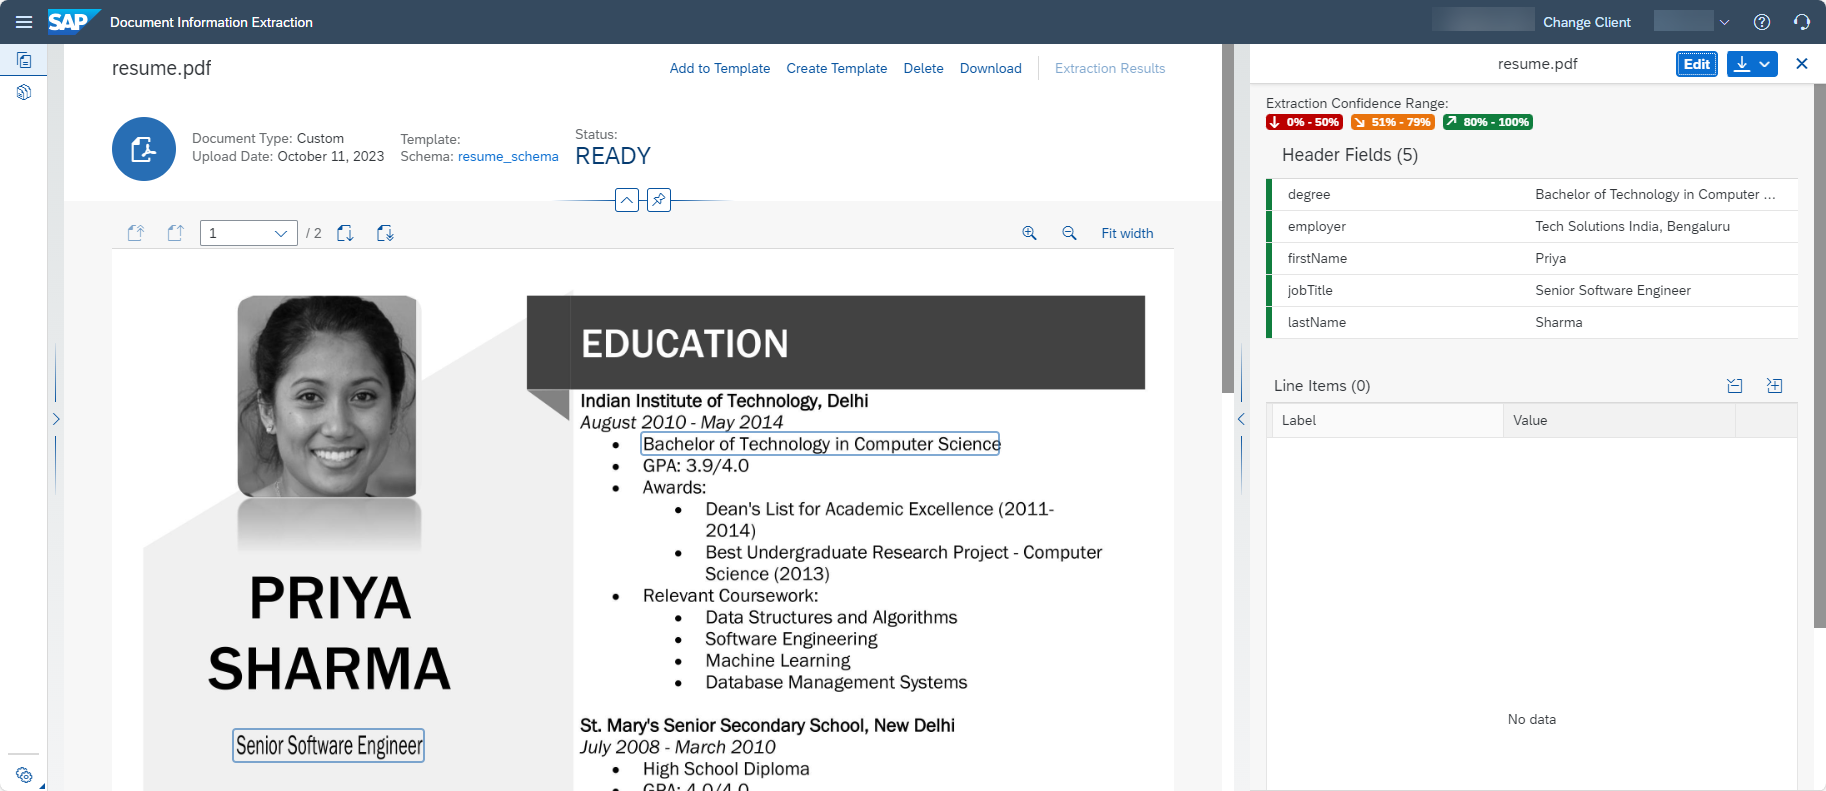 SAP Document Information Extraction
Change Client
resume.pdf
Add to Template Create Template Delete Download Extraction Results
Document Type: Custom
Upload Date: October 11, 2023
Template:
Schema: resume_schema
Status:
READY
1 / 2
Fit width
PRIYA
SHARMA
Senior Software Engineer
EDUCATION
Indian Institute of Technology, Delhi
August 2010 - May 2014
• Bachelor of Technology in Computer Science
• GPA: 3.9/4.0
• Awards:
• Dean's List for Academic Excellence (2011-
2014)
• Best Undergraduate Research Project - Computer
Science (2013)
• Relevant Coursework:
• Data Structures and Algorithms
• Software Engineering
• Machine Learning
• Database Management Systems
St. Mary's Senior Secondary School, New Delhi
July 2008 - March 2010
• High School Diploma
• GPA: 4.0/4.0
resume.pdf
Edit
Extraction Confidence Range:
0% - 50% 51% - 79% 80% - 100%
Header Fields (5)
degree Bachelor of Technology in Computer ...
employer Tech Solutions India, Bengaluru
firstName Priya
jobTitle Senior Software Engineer
lastName Sharma
Line Items (0)
Label Value
No data